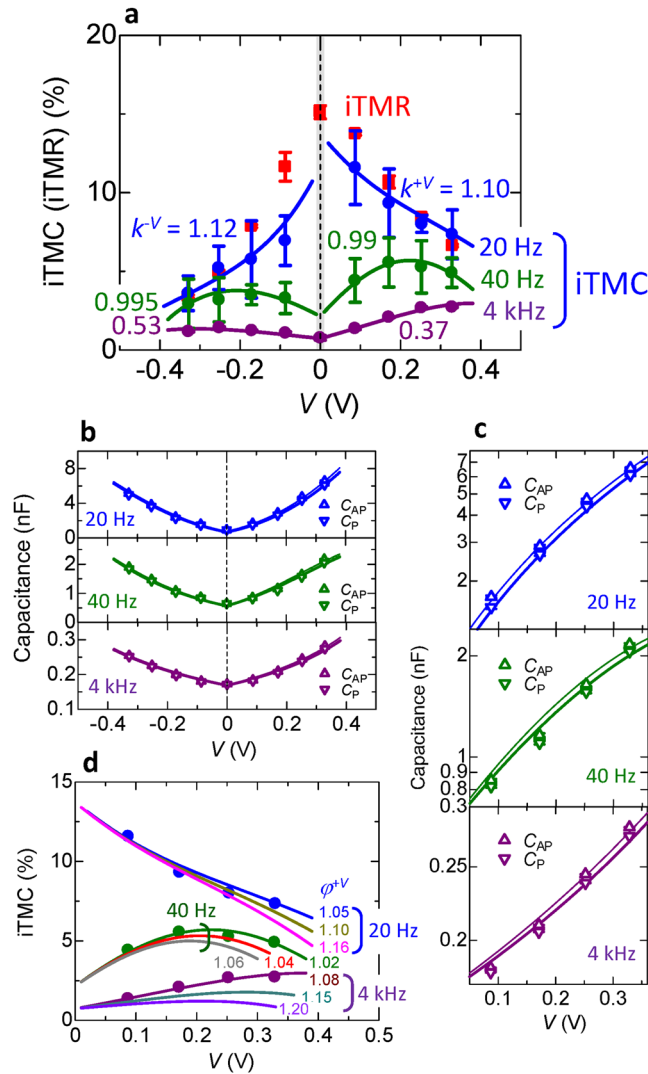 a
20
15
10
5
0
iTMC (iTMR) (%)
iTMR
k⁻ⱽ = 1.12
k⁺ⱽ = 1.10
0.99
20 Hz
40 Hz
4 kHz
iTMC
0.995
0.53
0.37
-0.4 -0.2 0 0.2 0.4
V (V)
b
8
6
4
2
0
C_AP
C_P
20 Hz
2
1
0
C_AP
C_P
40 Hz
0.3
0.2
0.1
C_AP
C_P
4 kHz
Capacitance (nF)
-0.4 -0.2 0 0.2 0.4
V (V)
c
7
6
5
4
3
2
C_AP
C_P
20 Hz
2
1
0.9
0.8
0.3
C_AP
C_P
40 Hz
0.25
0.2
C_AP
C_P
4 kHz
Capacitance (nF)
0.1 0.2 0.3
V (V)
d
15
10
5
0
iTMC (%)
φ⁺ⱽ
1.05
1.10
1.16
20 Hz
40 Hz
1.06
1.04
1.02
1.08
1.15
1.20
4 kHz
0 0.1 0.2 0.3 0.4 0.5
V (V)